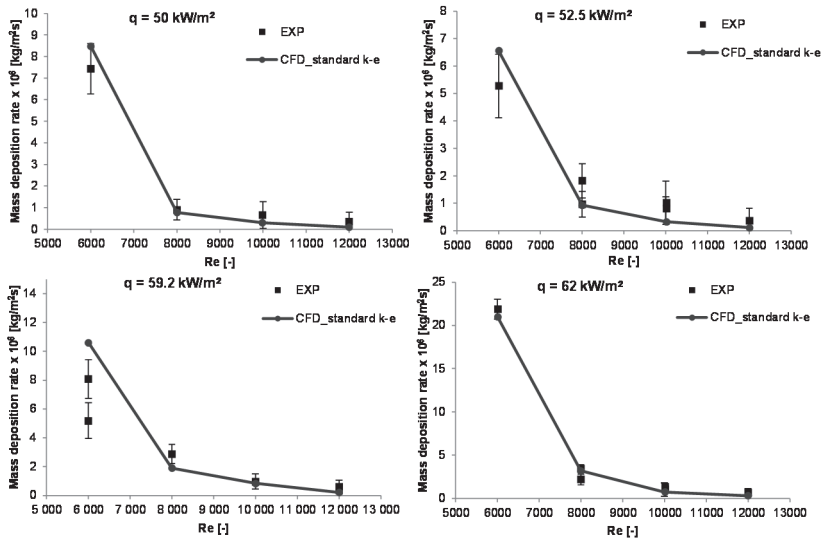 q = 50 kW/m²
EXP
CFD_standard k-e
Mass deposition rate x 10⁶ [kg/m²s]
10
9
8
7
6
5
4
3
2
1
0
5000 6000 7000 8000 9000 10000 11000 12000 13000
Re [-]
q = 52.5 kW/m²
EXP
CFD_standard k-e
Mass deposition rate x 10⁶ [kg/m²s]
8
7
6
5
4
3
2
1
0
5000 6000 7000 8000 9000 10000 11000 12000 13000
Re [-]
q = 59.2 kW/m²
EXP
CFD_standard k-e
Mass deposition rate x 10⁶ [kg/m²s]
14
12
10
8
6
4
2
0
5 000 6 000 7 000 8 000 9 000 10 000 11 000 12 000 13 000
Re [-]
q = 62 kW/m²
EXP
CFD_standard k-e
Mass deposition rate x 10⁶ [kg/m²s]
25
20
15
10
5
0
5000 6000 7000 8000 9000 10000 11000 12000 13000
Re [-]